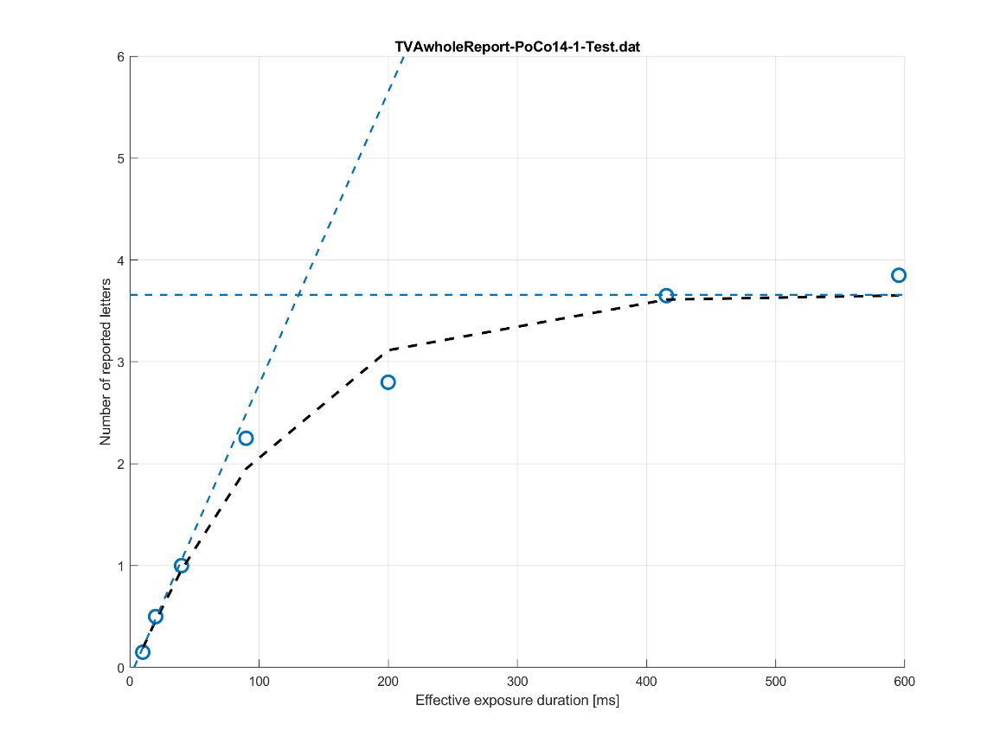 TVAwholeReport-PoCo14-1-Test.dat
6
5
4
3
2
1
0
Number of reported letters
0 100 200 300 400 500 600
Effective exposure duration [ms]